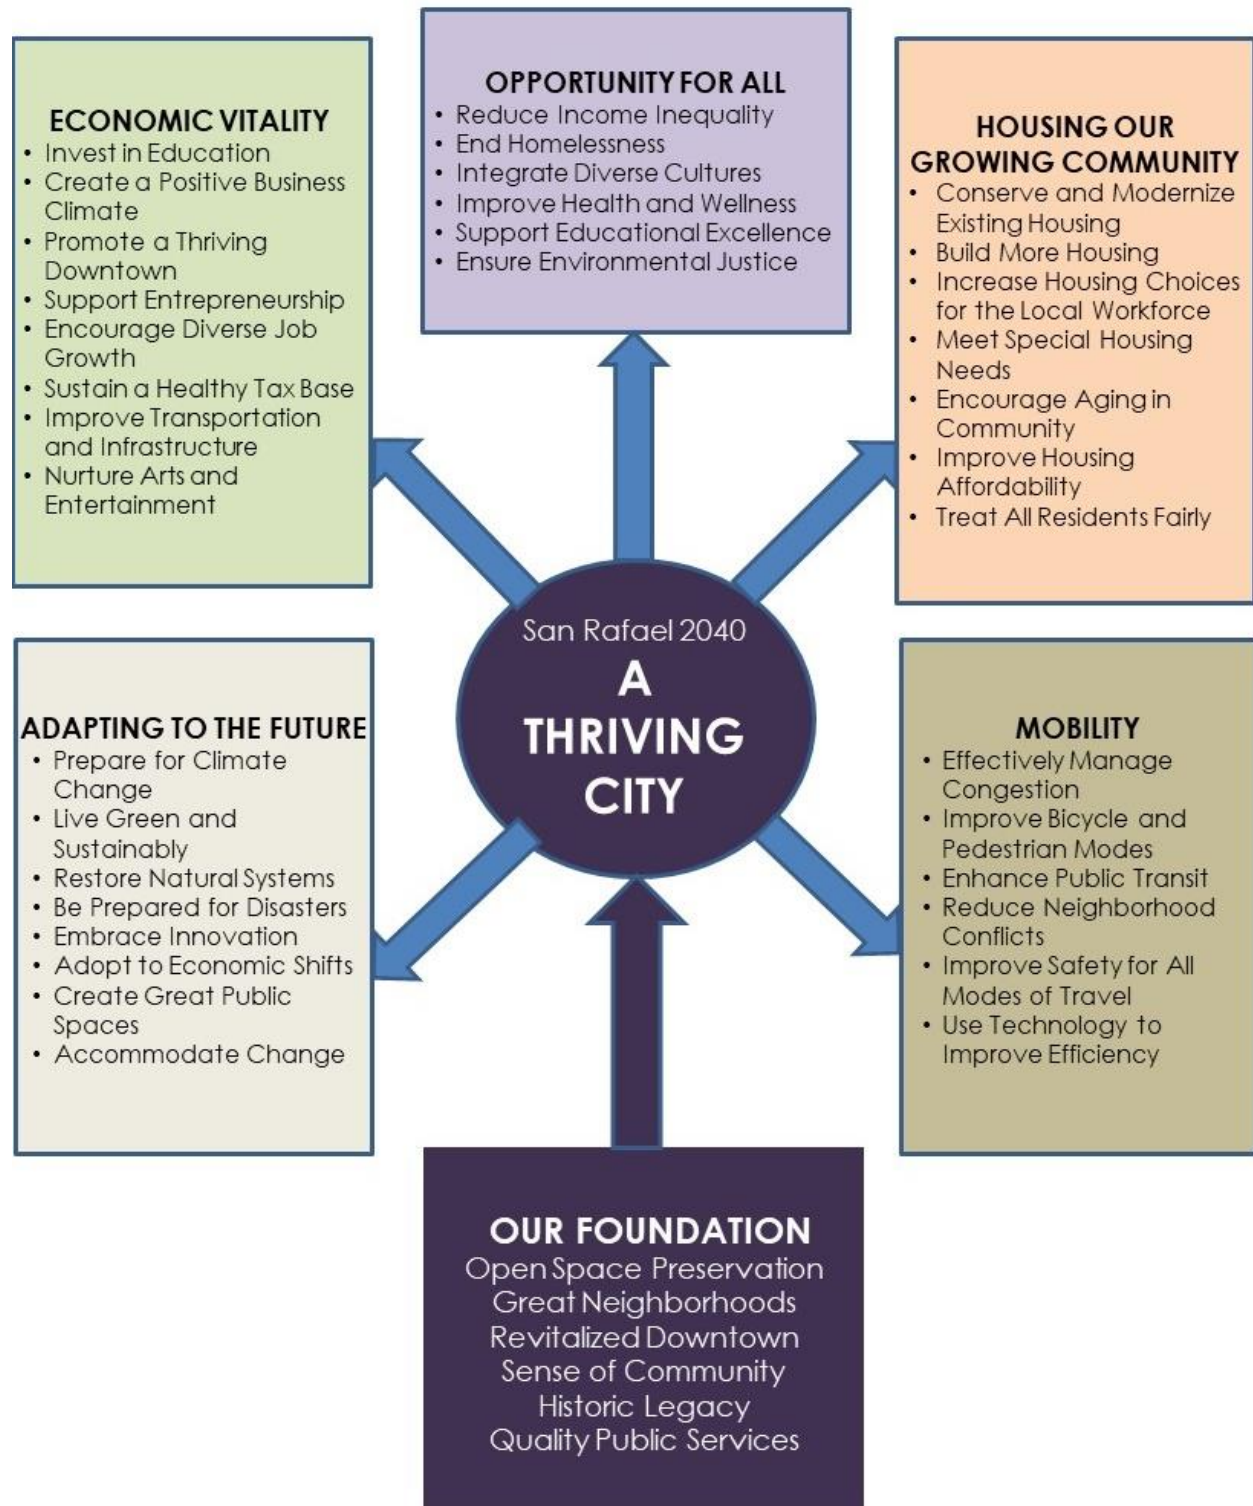 ECONOMIC VITALITY
• Invest in Education
• Create a Positive Business
Climate
• Promote a Thriving
Downtown
• Support Entrepreneurship
• Encourage Diverse Job
Growth
• Sustain a Healthy Tax Base
• Improve Transportation
and Infrastructure
• Nurture Arts and
Entertainment
OPPORTUNITY FOR ALL
• Reduce Income Inequality
• End Homelessness
• Integrate Diverse Cultures
• Improve Health and Wellness
• Support Educational Excellence
• Ensure Environmental Justice
HOUSING OUR
GROWING COMMUNITY
• Conserve and Modernize
Existing Housing
• Build More Housing
• Increase Housing Choices
for the Local Workforce
• Meet Special Housing
Needs
• Encourage Aging in
Community
• Improve Housing
Affordability
• Treat All Residents Fairly
San Rafael 2040
A
THRIVING
CITY
ADAPTING TO THE FUTURE
• Prepare for Climate
Change
• Live Green and
Sustainably
• Restore Natural Systems
• Be Prepared for Disasters
• Embrace Innovation
• Adopt to Economic Shifts
• Create Great Public
Spaces
• Accommodate Change
MOBILITY
• Effectively Manage
Congestion
• Improve Bicycle and
Pedestrian Modes
• Enhance Public Transit
• Reduce Neighborhood
Conflicts
• Improve Safety for All
Modes of Travel
• Use Technology to
Improve Efficiency
OUR FOUNDATION
Open Space Preservation
Great Neighborhoods
Revitalized Downtown
Sense of Community
Historic Legacy
Quality Public Services